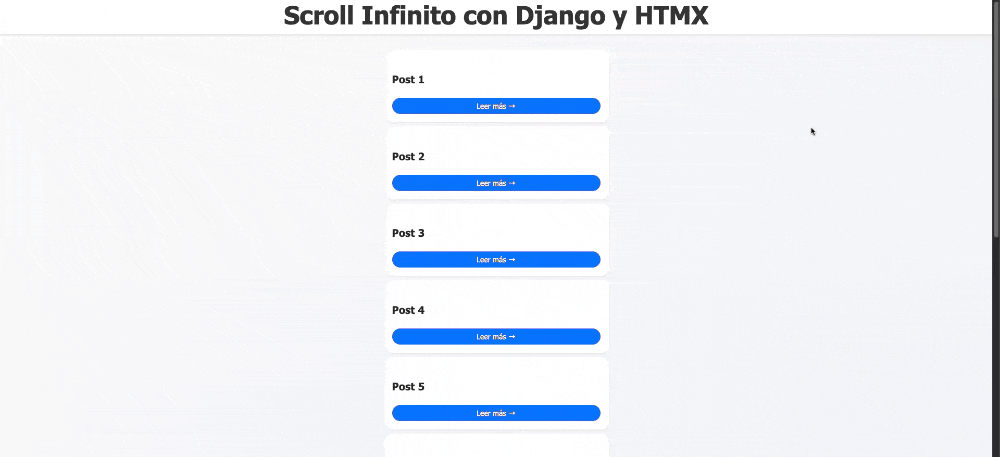 Scroll Infinito con Django y HTMX
Post 1
Leer más →
Post 2
Leer más →
Post 3
Leer más →
Post 4
Leer más →
Post 5
Leer más →